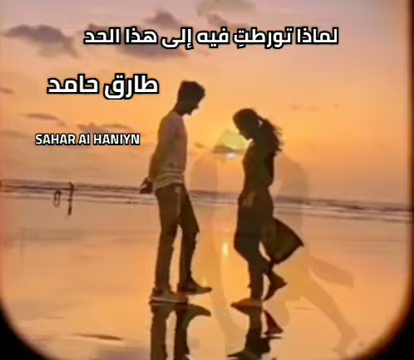 لماذا تورطتِ فيه إلى هذا الحد
طارق حامد
SAHAR Al HANIYN